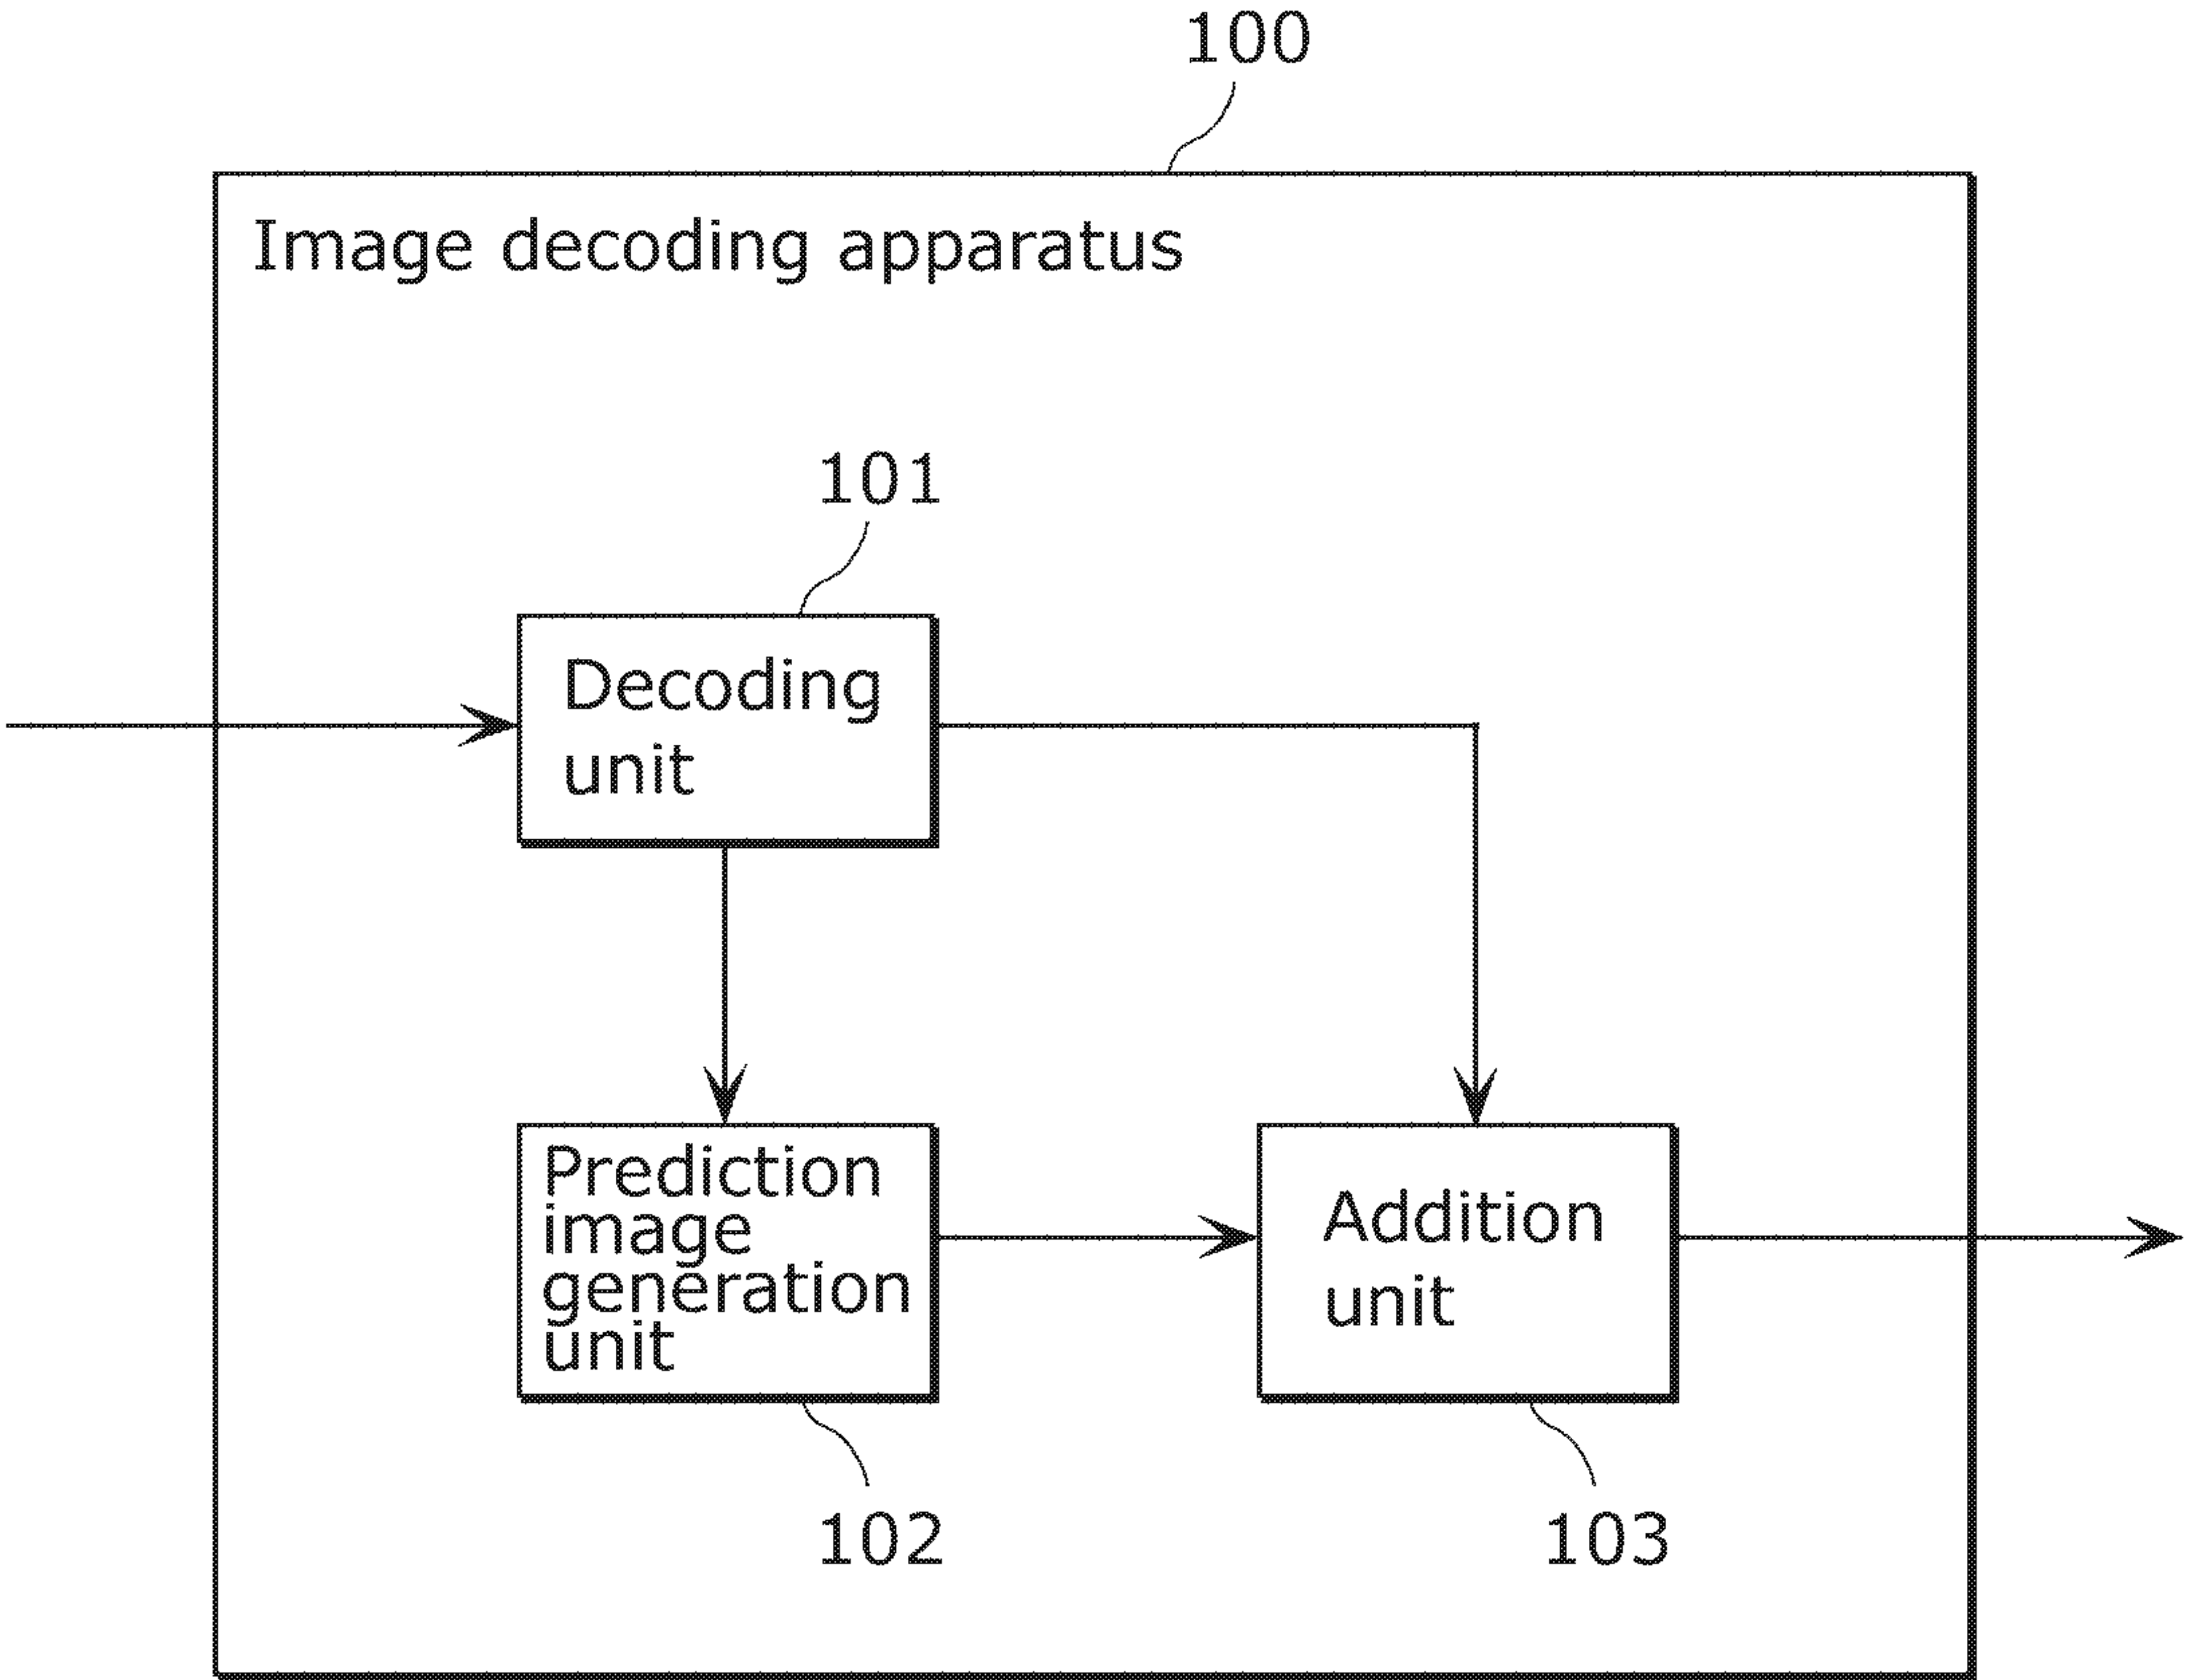 100
Image decoding apparatus
101
Decoding
unit
Prediction
image
generation
unit
Addition
unit
102
103